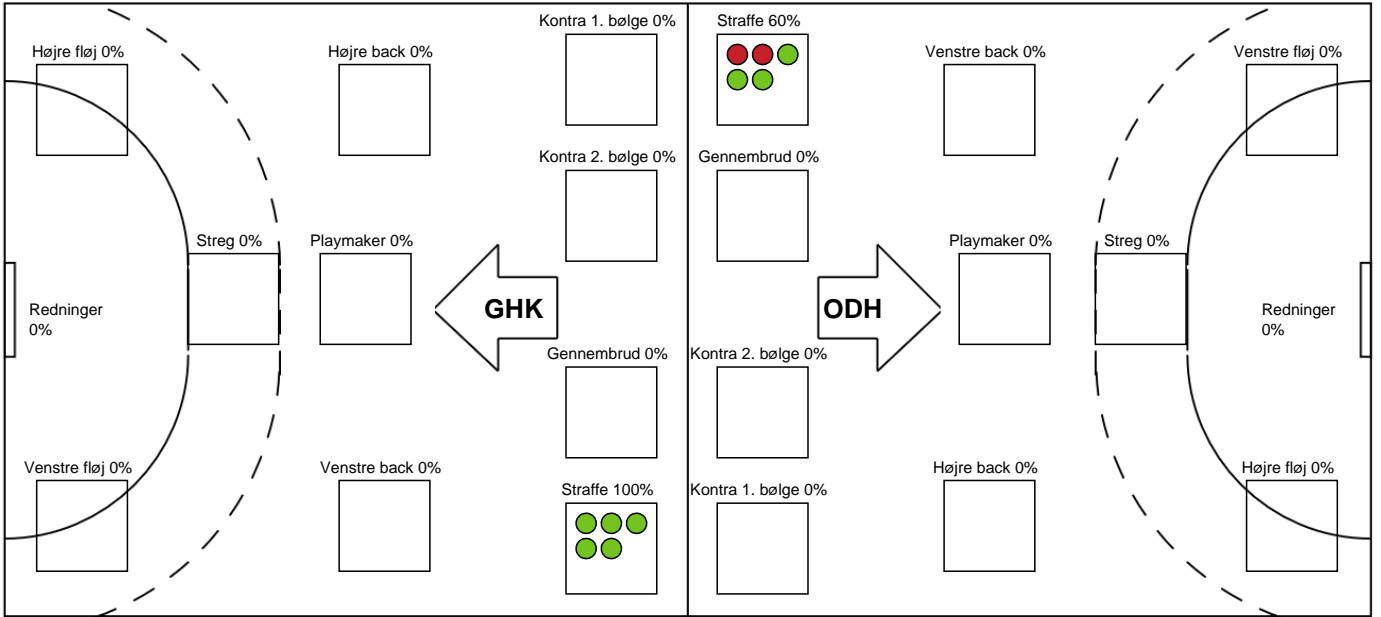 Kontra 1. bølge 0%
Straffe 60%
Højre fløj 0%
Højre back 0%
Venstre back 0%
Venstre fløj 0%
Kontra 2. bølge 0%
Gennembrud 0%
Streg 0%
Playmaker 0%
Playmaker 0%
Streg 0%
Redninger
0%
GHK
ODH
Redninger
0%
Gennembrud 0%
Kontra 2. bølge 0%
Venstre fløj 0%
Venstre back 0%
Højre back 0%
Højre fløj 0%
Straffe 100%
Kontra 1. bølge 0%